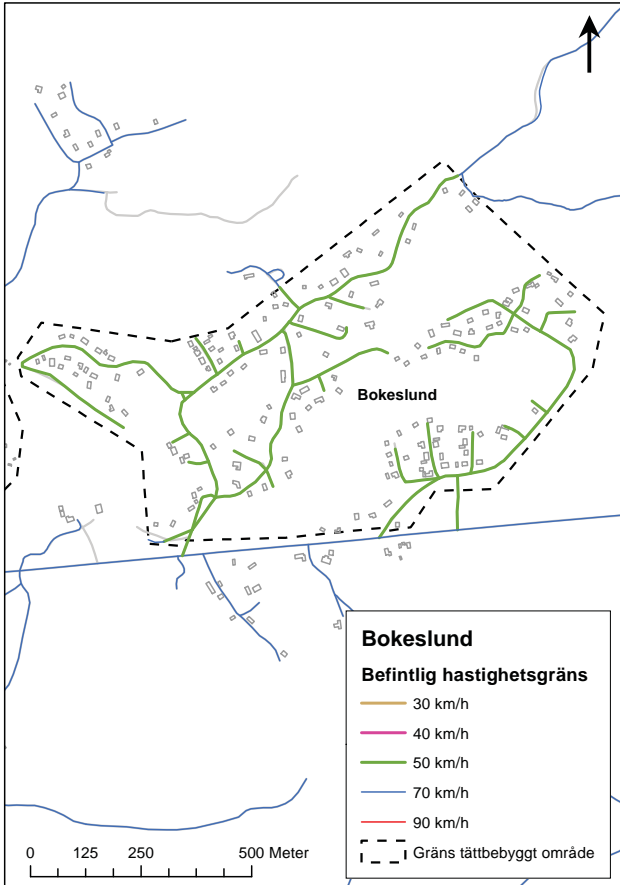 Bokeslund
Bokeslund
Befintlig hastighetsgräns
30 km/h
40 km/h
50 km/h
70 km/h
90 km/h
Gräns tättbebyggt område
0 125 250 500 Meter